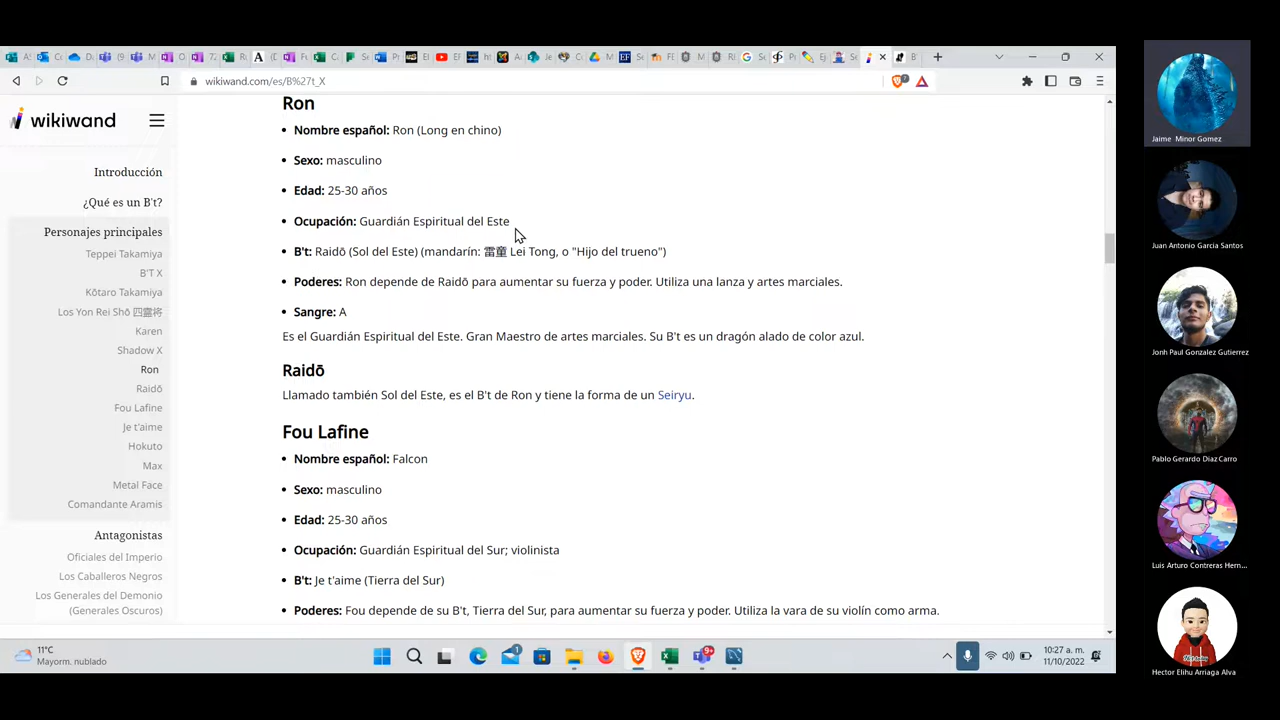 wikiwand.com/es/B%27t_X
wikiwand
Introducción
¿Qué es un B't?
Personajes principales
Teppei Takamiya
B'T X
Kōtaro Takamiya
Los Yon Rei Shō 四霊将
Karen
Shadow X
Ron
Raidō
Fou Lafine
Je t'aime
Hokuto
Max
Metal Face
Comandante Aramis
Antagonistas
Oficiales del Imperio
Los Caballeros Negros
Los Generales del Demonio
(Generales Oscuros)
Ron
• Nombre español: Ron (Long en chino)
• Sexo: masculino
• Edad: 25-30 años
• Ocupación: Guardián Espiritual del Este
• B't: Raidō (Sol del Este) (mandarín: 雷童 Lei Tong, o "Hijo del trueno")
• Poderes: Ron depende de Raidō para aumentar su fuerza y poder. Utiliza una lanza y artes marciales.
• Sangre: A
Es el Guardián Espiritual del Este. Gran Maestro de artes marciales. Su B't es un dragón alado de color azul.
Raidō
Llamado también Sol del Este, es el B't de Ron y tiene la forma de un Seiryu.
Fou Lafine
• Nombre español: Falcon
• Sexo: masculino
• Edad: 25-30 años
• Ocupación: Guardián Espiritual del Sur; violinista
• B't: Je t'aime (Tierra del Sur)
• Poderes: Fou depende de su B't, Tierra del Sur, para aumentar su fuerza y poder. Utiliza la vara de su violín como arma.
11°C
Mayorm. nublado
10:27 a. m.
11/10/2022
Jaime Minor Gomez
Juan Antonio Garcia Santos
Jonh Paul Gonzalez Gutierrez
Pablo Gerardo Diaz Carro
Luis Arturo Contreras Hern...
Hector Elihu Arriaga Alva